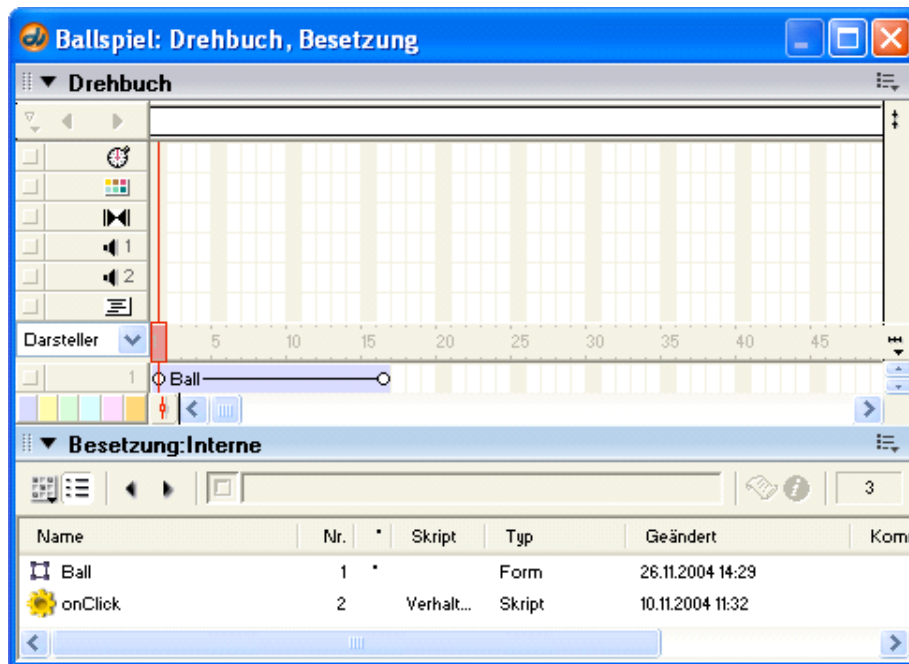 Ballspiel: Drehbuch, Besetzung
Drehbuch
1
2
Darsteller 5 10 15 20 25 30 35 40 45
1 Ball
Besetzung:Interne
3
Name Nr. Skript Typ Geändert Kom
Ball 1 Form 26.11.2004 14:29
onClick 2 Verhalt... Skript 10.11.2004 11:32